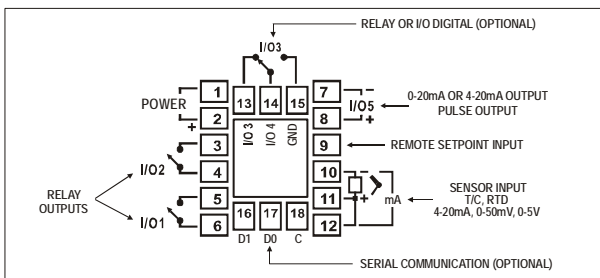 RELAY OR I/O DIGITAL (OPTIONAL)
I/O3
1
13
14
15
7
−
I/O5
0-20mA OR 4-20mA OUTPUT
PULSE OUTPUT
POWER
2
+
8
+
I/O 3
I/O 4
GND
3
9
REMOTE SETPOINT INPUT
I/O2
4
10
RELAY
OUTPUTS
5
11
+
mA
SENSOR INPUT
T/C, RTD
4-20mA, 0-50mV, 0-5V
I/O1
6
16
17
18
12
D1
D0
C
SERIAL COMMUNICATION (OPTIONAL)